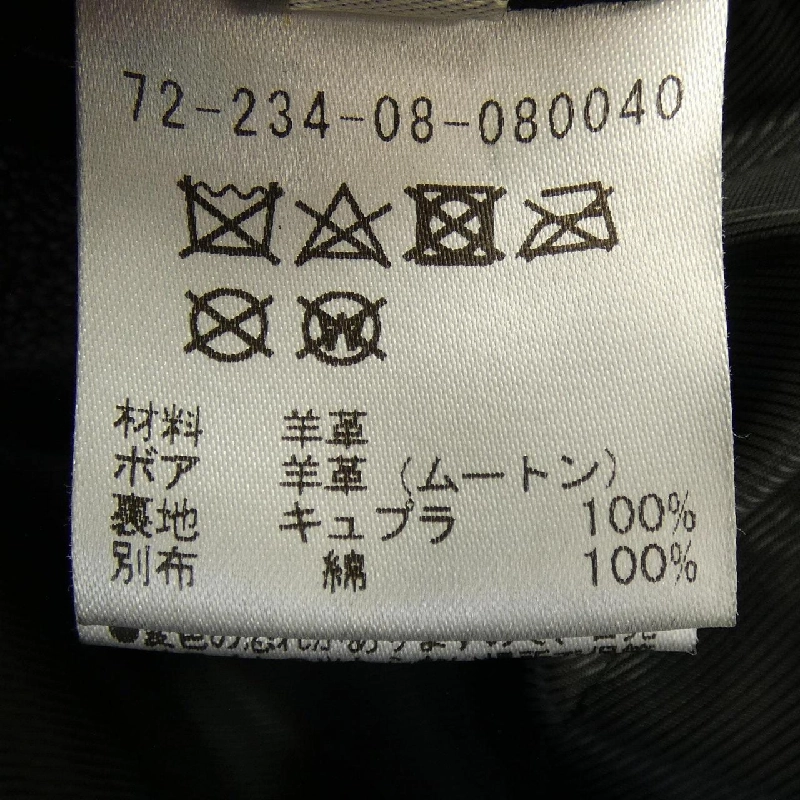 72-234-08-080040
W
材料 羊革
ボア 羊革 (ムートン)
裏地 キュプラ 100%
別布 綿 100%